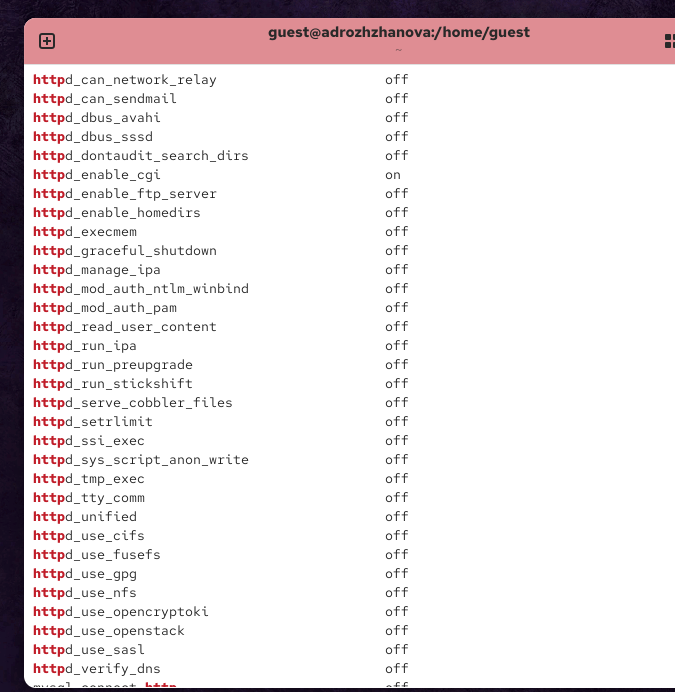 guest@adrozhzhanova:/home/guest
~
httpd_can_network_relay off
httpd_can_sendmail off
httpd_dbus_avahi off
httpd_dbus_sssd off
httpd_dontaudit_search_dirs off
httpd_enable_cgi on
httpd_enable_ftp_server off
httpd_enable_homedirs off
httpd_execmem off
httpd_graceful_shutdown off
httpd_manage_ipa off
httpd_mod_auth_ntlm_winbind off
httpd_mod_auth_pam off
httpd_read_user_content off
httpd_run_ipa off
httpd_run_preupgrade off
httpd_run_stickshift off
httpd_serve_cobbler_files off
httpd_setrlimit off
httpd_ssi_exec off
httpd_sys_script_anon_write off
httpd_tmp_exec off
httpd_tty_comm off
httpd_unified off
httpd_use_cifs off
httpd_use_fusefs off
httpd_use_gpg off
httpd_use_nfs off
httpd_use_opencryptoki off
httpd_use_openstack off
httpd_use_sasl off
httpd_verify_dns off
mysql_connect_http off